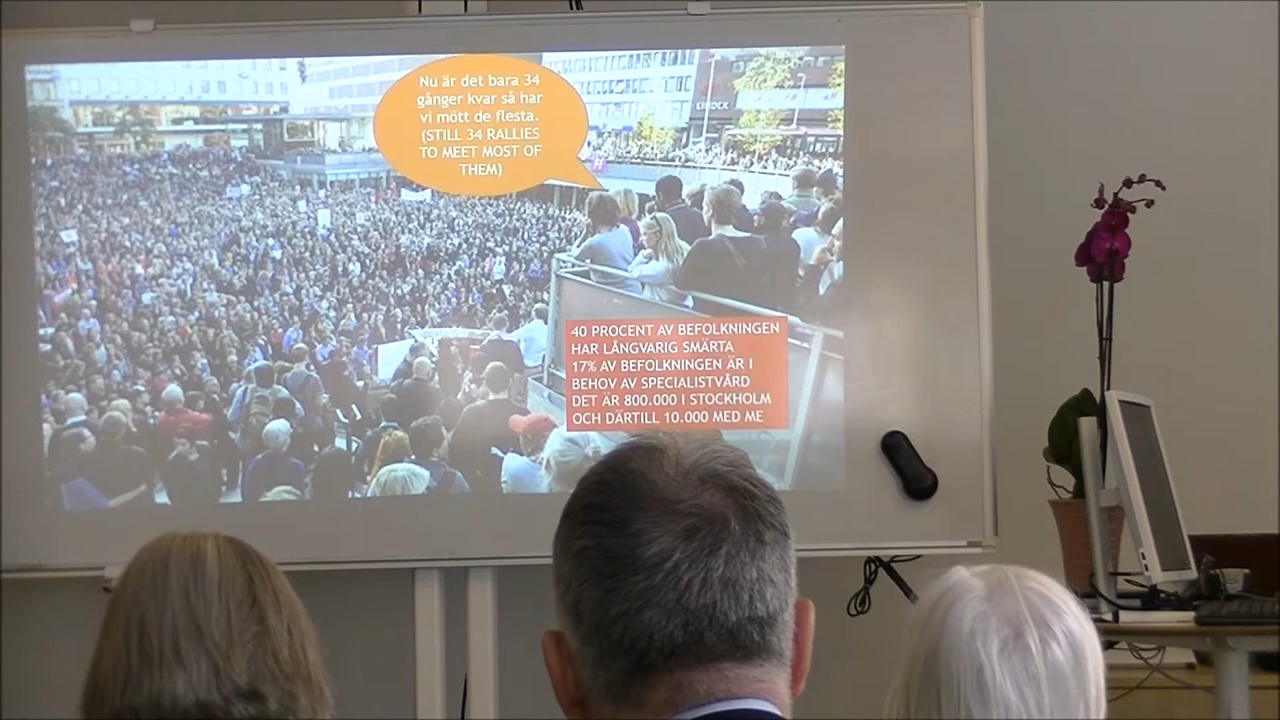 Nu är det bara 34
gånger kvar så har
vi mött de flesta.
(STILL 34 RALLIES
TO MEET MOST OF
THEM)
40 PROCENT AV BEFOLKNINGEN
HAR LÅNGVARIG SMÄRTA
17% AV BEFOLKNINGEN ÄR I
BEHOV AV SPECIALISTVÅRD
DET ÄR 800.000 I STOCKHOLM
OCH DÄRTILL 10.000 MED ME